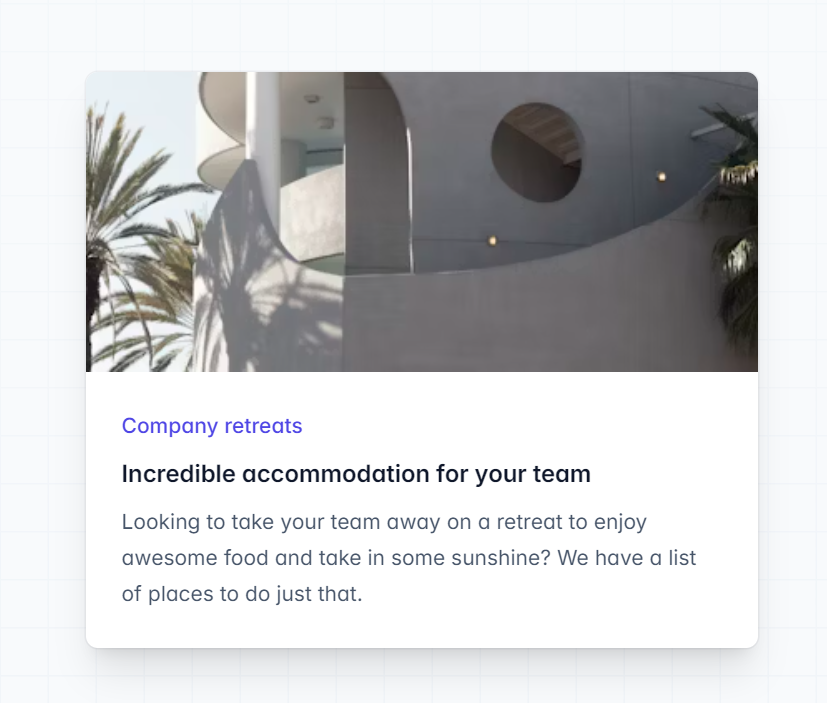 Company retreats
Incredible accommodation for your team
Looking to take your team away on a retreat to enjoy
awesome food and take in some sunshine? We have a list
of places to do just that.